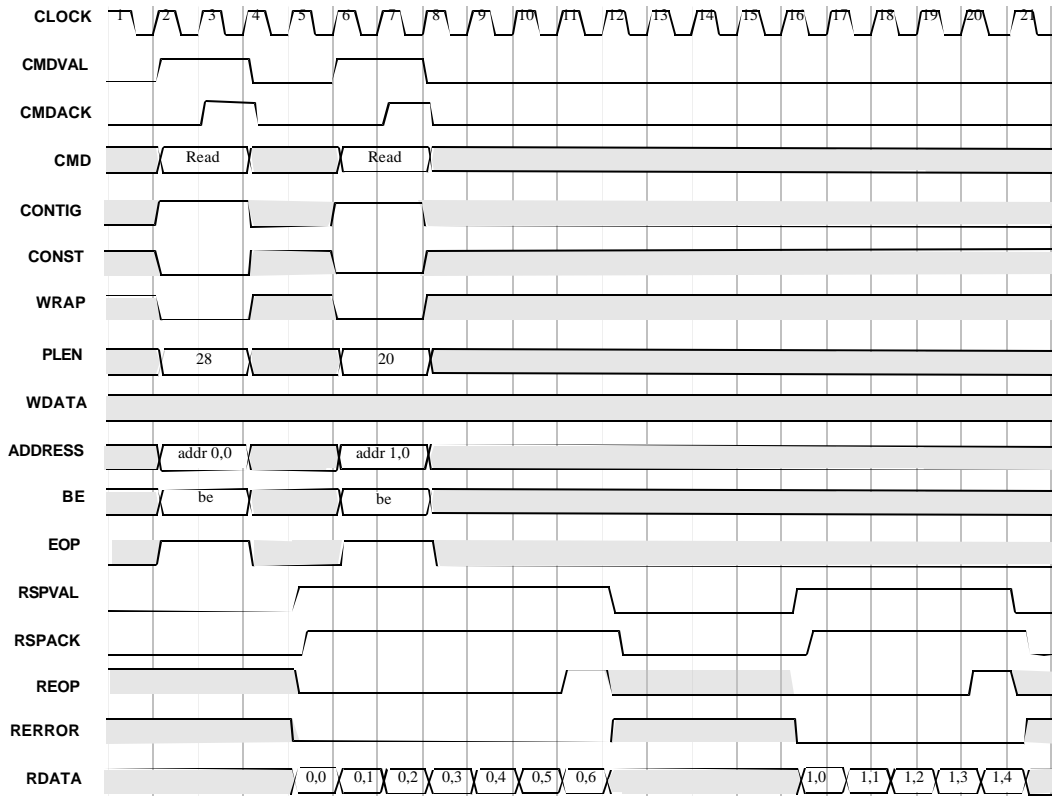 CLOCK 1 2 3 4 5 6 7 8 9 10 11 12 13 14 15 16 17 18 19 20 21
CMDVAL
CMDACK
CMD Read Read
CONTIG
CONST
WRAP
PLEN 28 20
WDATA
ADDRESS addr 0,0 addr 1,0
BE be be
EOP
RSPVAL
RSPACK
REOP
RERROR
RDATA 0,0 0,1 0,2 0,3 0,4 0,5 0,6 1,0 1,1 1,2 1,3 1,4